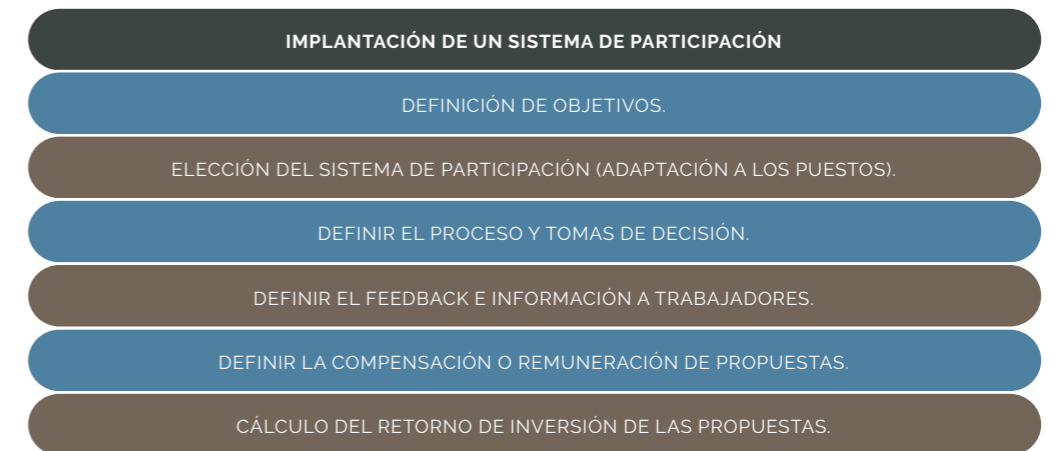 IMPLANTACIÓN DE UN SISTEMA DE PARTICIPACIÓN
DEFINICIÓN DE OBJETIVOS.
ELECCIÓN DEL SISTEMA DE PARTICIPACIÓN (ADAPTACIÓN A LOS PUESTOS).
DEFINIR EL PROCESO Y TOMAS DE DECISIÓN.
DEFINIR EL FEEDBACK E INFORMACIÓN A TRABAJADORES.
DEFINIR LA COMPENSACIÓN O REMUNERACIÓN DE PROPUESTAS.
CÁLCULO DEL RETORNO DE INVERSIÓN DE LAS PROPUESTAS.